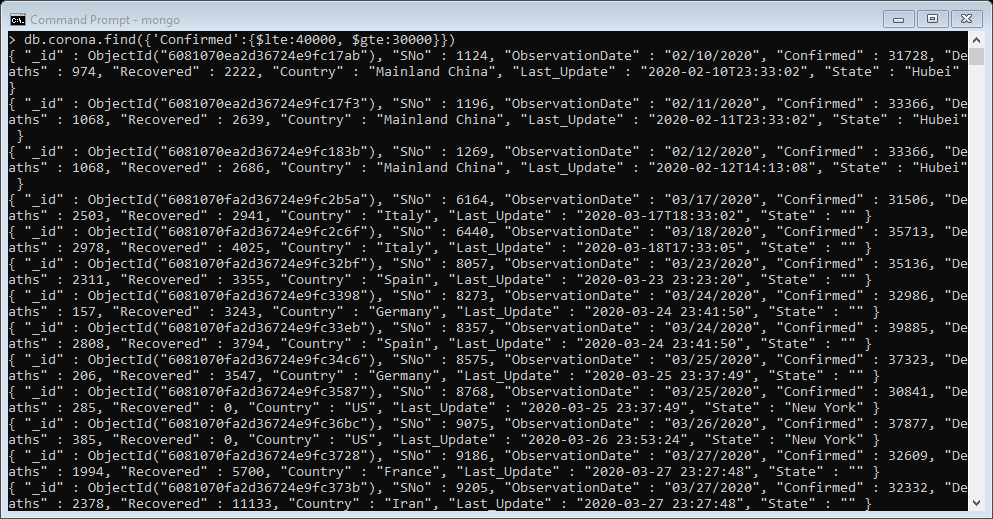 Command Prompt - mongo
> db.corona.find({'Confirmed':{$lte:40000, $gte:30000}})
{ "_id" : ObjectId("6081070ea2d36724e9fc17ab"), "SNo" : 1124, "ObservationDate" : "02/10/2020", "Confirmed" : 31728, "De
aths" : 974, "Recovered" : 2222, "Country" : "Mainland China", "Last_Update" : "2020-02-10T23:33:02", "State" : "Hubei"
}
{ "_id" : ObjectId("6081070ea2d36724e9fc17f3"), "SNo" : 1196, "ObservationDate" : "02/11/2020", "Confirmed" : 33366, "De
aths" : 1068, "Recovered" : 2639, "Country" : "Mainland China", "Last_Update" : "2020-02-11T23:33:02", "State" : "Hubei"
 }
{ "_id" : ObjectId("6081070ea2d36724e9fc183b"), "SNo" : 1269, "ObservationDate" : "02/12/2020", "Confirmed" : 33366, "De
aths" : 1068, "Recovered" : 2686, "Country" : "Mainland China", "Last_Update" : "2020-02-12T14:13:08", "State" : "Hubei"
 }
{ "_id" : ObjectId("6081070fa2d36724e9fc2b5a"), "SNo" : 6164, "ObservationDate" : "03/17/2020", "Confirmed" : 31506, "De
aths" : 2503, "Recovered" : 2941, "Country" : "Italy", "Last_Update" : "2020-03-17T18:33:02", "State" : "" }
{ "_id" : ObjectId("6081070fa2d36724e9fc2c6f"), "SNo" : 6440, "ObservationDate" : "03/18/2020", "Confirmed" : 35713, "De
aths" : 2978, "Recovered" : 4025, "Country" : "Italy", "Last_Update" : "2020-03-18T17:33:05", "State" : "" }
{ "_id" : ObjectId("6081070fa2d36724e9fc32bf"), "SNo" : 8057, "ObservationDate" : "03/23/2020", "Confirmed" : 35136, "De
aths" : 2311, "Recovered" : 3355, "Country" : "Spain", "Last_Update" : "2020-03-23 23:23:20", "State" : "" }
{ "_id" : ObjectId("6081070fa2d36724e9fc3398"), "SNo" : 8273, "ObservationDate" : "03/24/2020", "Confirmed" : 32986, "De
aths" : 157, "Recovered" : 3243, "Country" : "Germany", "Last_Update" : "2020-03-24 23:41:50", "State" : "" }
{ "_id" : ObjectId("6081070fa2d36724e9fc33eb"), "SNo" : 8357, "ObservationDate" : "03/24/2020", "Confirmed" : 39885, "De
aths" : 2808, "Recovered" : 3794, "Country" : "Spain", "Last_Update" : "2020-03-24 23:41:50", "State" : "" }
{ "_id" : ObjectId("6081070fa2d36724e9fc34c6"), "SNo" : 8575, "ObservationDate" : "03/25/2020", "Confirmed" : 37323, "De
aths" : 206, "Recovered" : 3547, "Country" : "Germany", "Last_Update" : "2020-03-25 23:37:49", "State" : "" }
{ "_id" : ObjectId("6081070fa2d36724e9fc3587"), "SNo" : 8768, "ObservationDate" : "03/25/2020", "Confirmed" : 30841, "De
aths" : 285, "Recovered" : 0, "Country" : "US", "Last_Update" : "2020-03-25 23:37:49", "State" : "New York" }
{ "_id" : ObjectId("6081070fa2d36724e9fc36bc"), "SNo" : 9075, "ObservationDate" : "03/26/2020", "Confirmed" : 37877, "De
aths" : 385, "Recovered" : 0, "Country" : "US", "Last_Update" : "2020-03-26 23:53:24", "State" : "New York" }
{ "_id" : ObjectId("6081070fa2d36724e9fc3728"), "SNo" : 9186, "ObservationDate" : "03/27/2020", "Confirmed" : 32609, "De
aths" : 1994, "Recovered" : 5700, "Country" : "France", "Last_Update" : "2020-03-27 23:27:48", "State" : "" }
{ "_id" : ObjectId("6081070fa2d36724e9fc373b"), "SNo" : 9205, "ObservationDate" : "03/27/2020", "Confirmed" : 32332, "De
aths" : 2378, "Recovered" : 11133, "Country" : "Iran", "Last_Update" : "2020-03-27 23:27:48", "State" : "" }